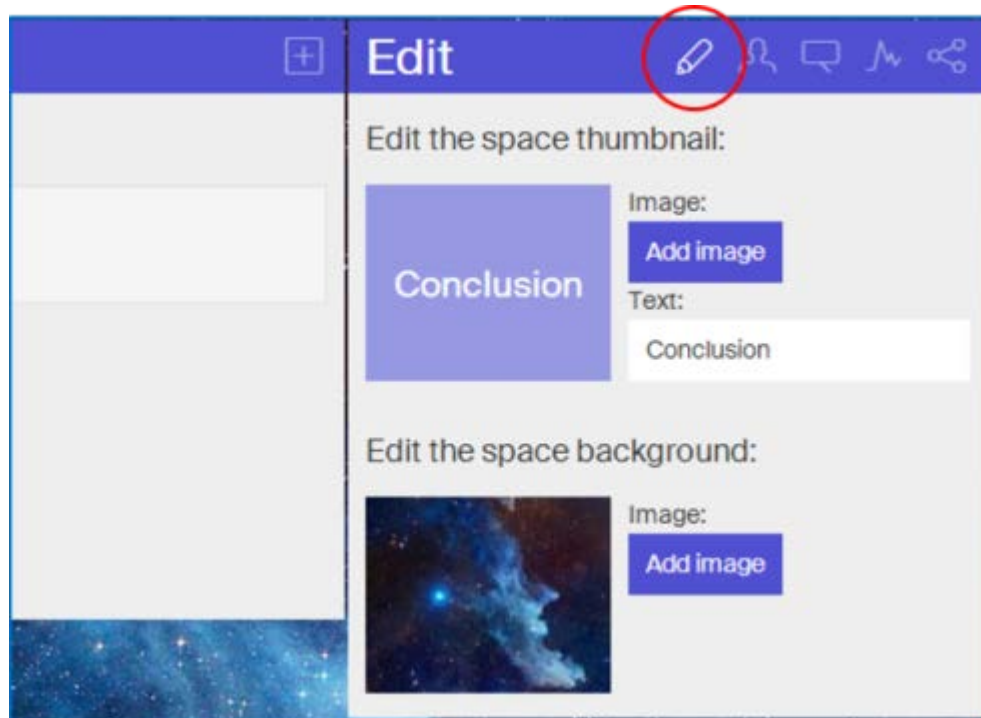 Edit
Edit the space thumbnail:
Conclusion
Image:
Add image
Text:
Conclusion
Edit the space background:
Image:
Add image